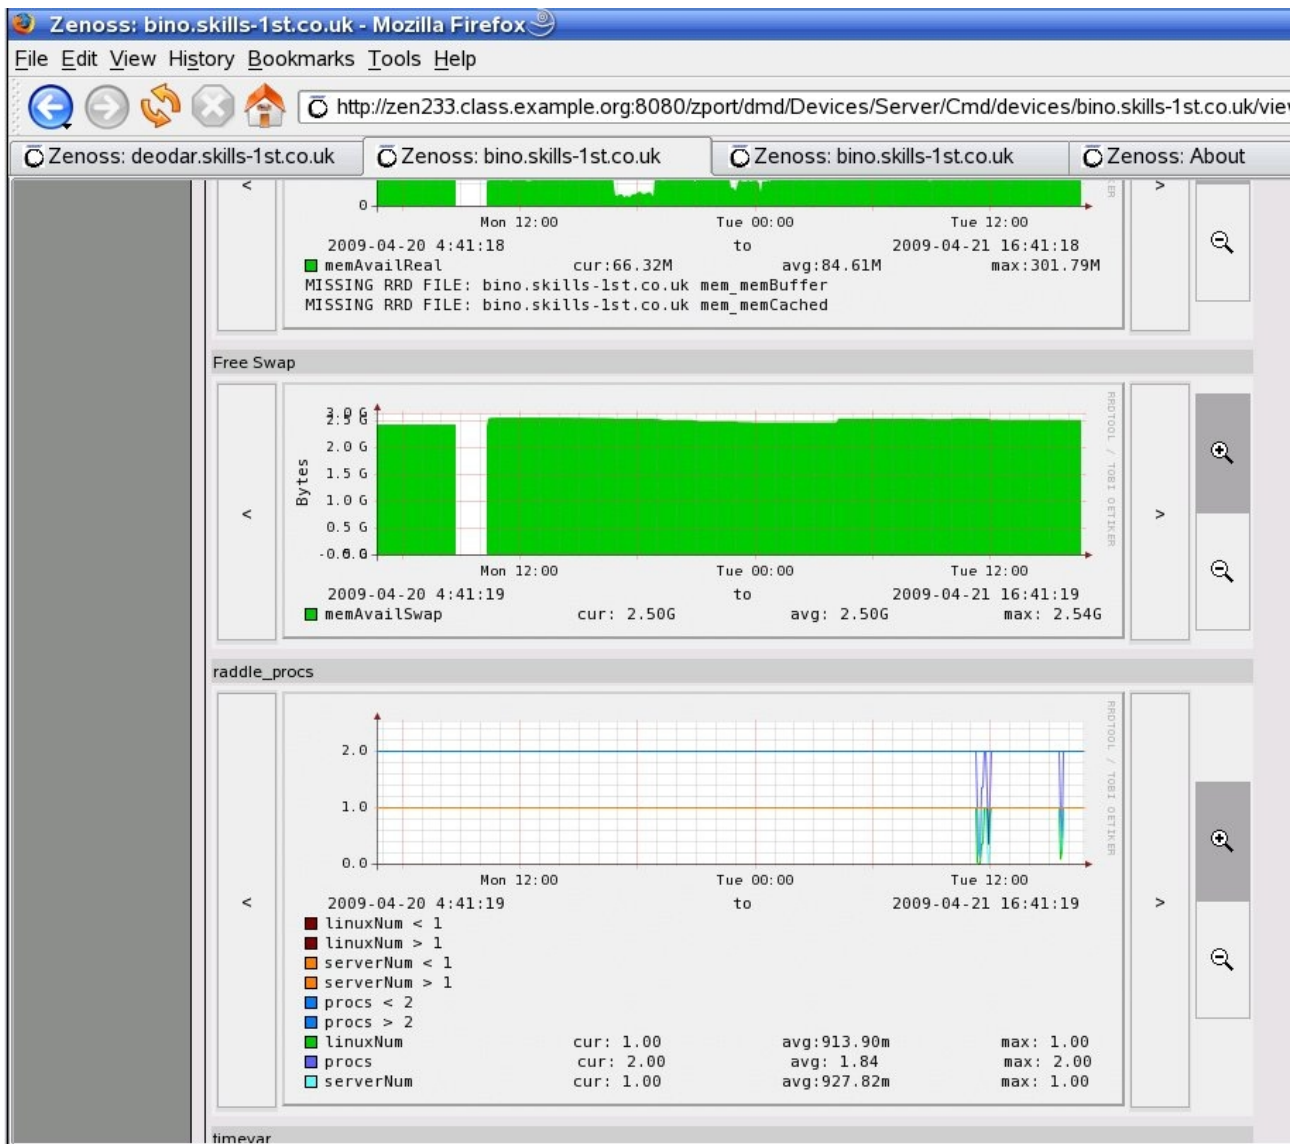 Zenoss: bino.skills-1st.co.uk - Mozilla Firefox
File Edit View History Bookmarks Tools Help
http://zen233.class.example.org:8080/zport/dmd/Devices/Server/Cmd/devices/bino.skills-1st.co.uk/vie
Zenoss: deodar.skills-1st.co.uk Zenoss: bino.skills-1st.co.uk Zenoss: bino.skills-1st.co.uk Zenoss: About
< 0 >
Mon 12:00 Tue 00:00 Tue 12:00
2009-04-20 4:41:18 to 2009-04-21 16:41:18
memAvailReal cur:66.32M avg:84.61M max:301.79M
MISSING RRD FILE: bino.skills-1st.co.uk mem_memBuffer
MISSING RRD FILE: bino.skills-1st.co.uk mem_memCached
Free Swap
RRDTOOL / TOBI OETIKER
Bytes
3.0 G
2.5 G
2.0 G
1.5 G
1.0 G
< 0.5 G >
Mon 12:00 Tue 00:00 Tue 12:00
2009-04-20 4:41:19 to 2009-04-21 16:41:19
memAvailSwap cur: 2.50G avg: 2.50G max: 2.54G
raddle_procs
RRDTOOL / TOBI OETIKER
2.0
1.0
0.0
Mon 12:00 Tue 00:00 Tue 12:00
< 2009-04-20 4:41:19 to 2009-04-21 16:41:19 >
linuxNum < 1
linuxNum > 1
serverNum < 1
serverNum > 1
procs < 2
procs > 2
linuxNum cur: 1.00 avg:913.90m max: 1.00
procs cur: 2.00 avg: 1.84 max: 2.00
serverNum cur: 1.00 avg:927.82m max: 1.00
timevar